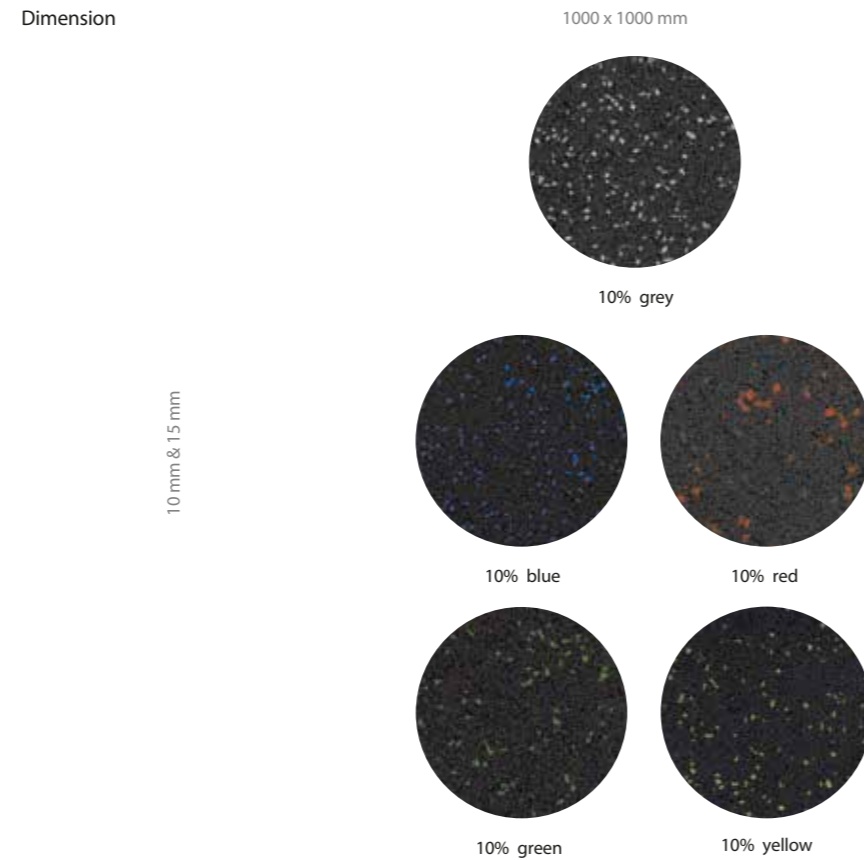 Dimension
1000 x 1000 mm
10% grey
10 mm & 15 mm
10% blue
10% red
10% green
10% yellow